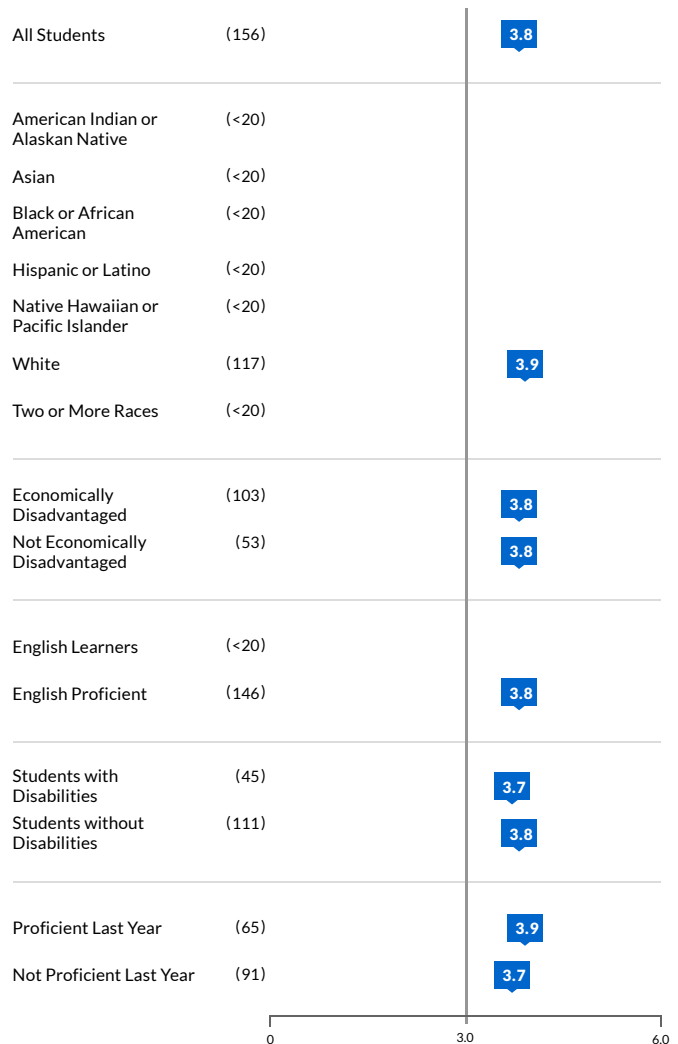 All Students (156) 3.8
American Indian or (<20)
Alaskan Native
Asian (<20)
Black or African (<20)
American
Hispanic or Latino (<20)
Native Hawaiian or (<20)
Pacific Islander
White (117) 3.9
Two or More Races (<20)
Economically (103) 3.8
Disadvantaged
Not Economically (53) 3.8
Disadvantaged
English Learners (<20)
English Proficient (146) 3.8
Students with (45) 3.7
Disabilities
Students without (111) 3.8
Disabilities
Proficient Last Year (65) 3.9
Not Proficient Last Year (91) 3.7
0 3.0 6.0